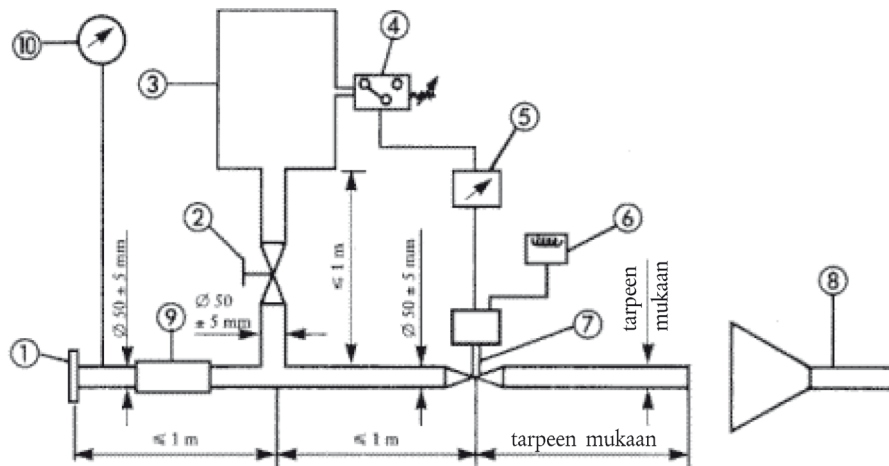 10
4
3
5
2
6
≤ 1 m
Ø 50 ± 5 mm
Ø 50 ± 5 mm
tarpeen
mukaan
8
Ø 50
± 5 mm
9
7
1
≤ 1 m
≤ 1 m
tarpeen mukaan